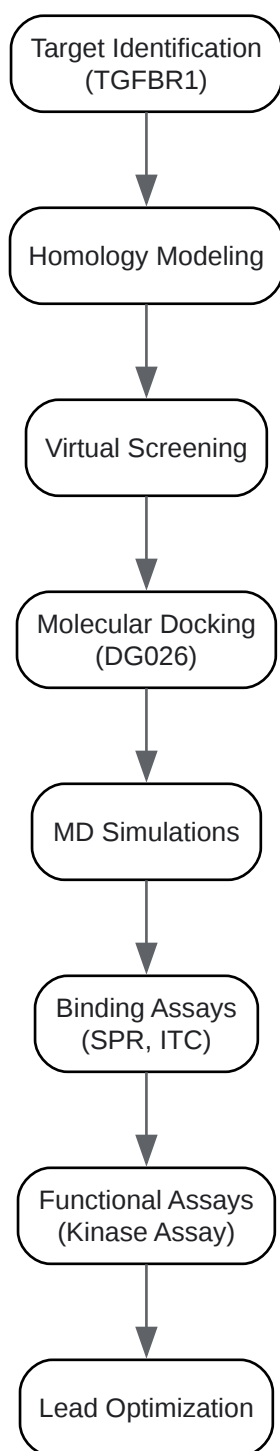 Target Identification
(TGFBR1)
Homology Modeling
Virtual Screening
Molecular Docking
(DG026)
MD Simulations
Binding Assays
(SPR, ITC)
Functional Assays
(Kinase Assay)
Lead Optimization